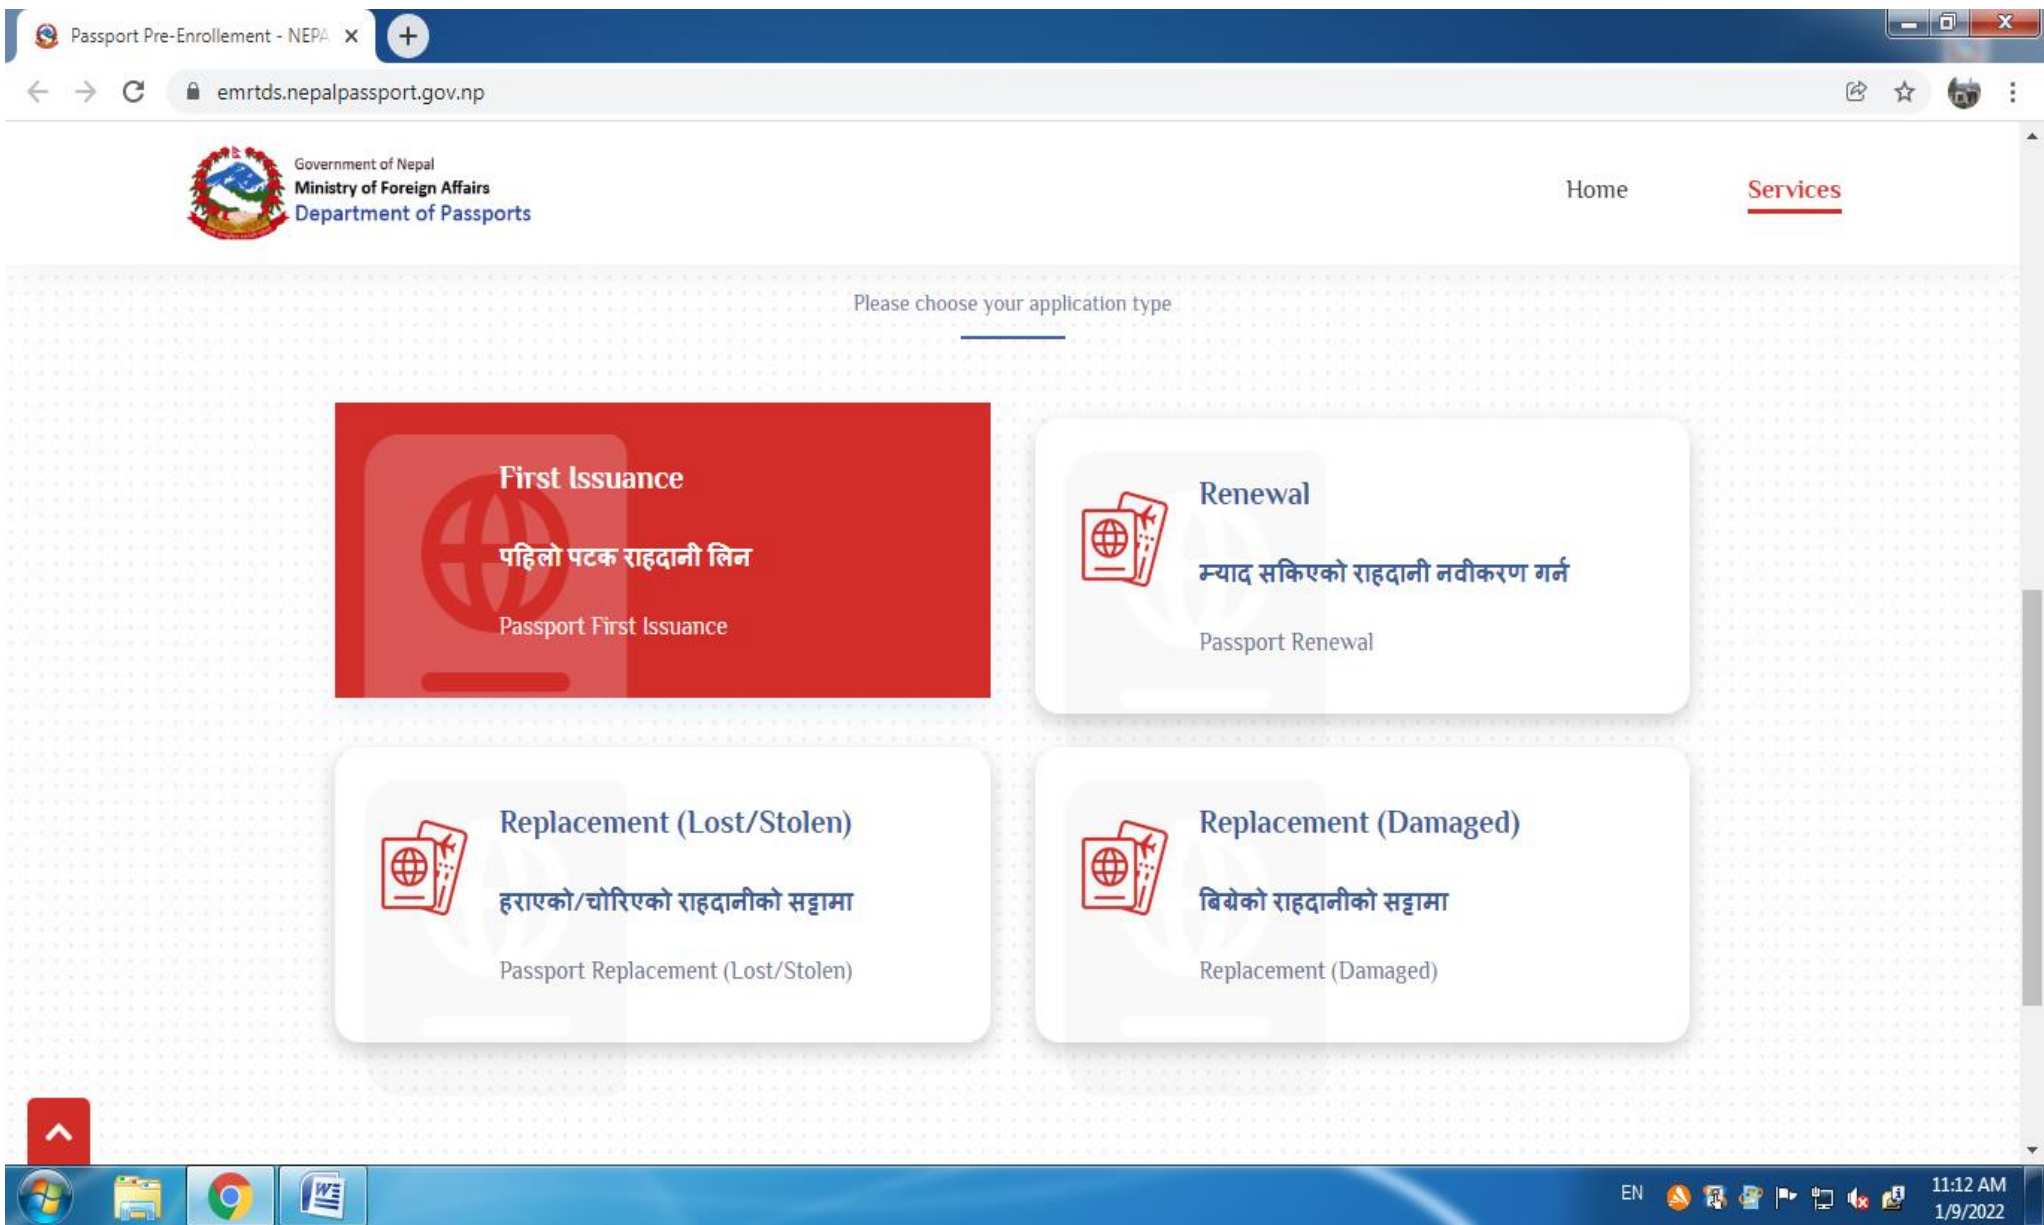 Passport Pre-Enrollement - NEPA
emrtds.nepalpassport.gov.np
Government of Nepal
Ministry of Foreign Affairs
Department of Passports
Home
Services
Please choose your application type
First Issuance
पहिलो पटक राहदानी लिन
Passport First Issuance
Renewal
म्याद सकिएको राहदानी नवीकरण गर्न
Passport Renewal
Replacement (Lost/Stolen)
हराएको/चोरिएको राहदानीको सट्टामा
Passport Replacement (Lost/Stolen)
Replacement (Damaged)
बिग्रेको राहदानीको सट्टामा
Replacement (Damaged)
EN
11:12 AM
1/9/2022